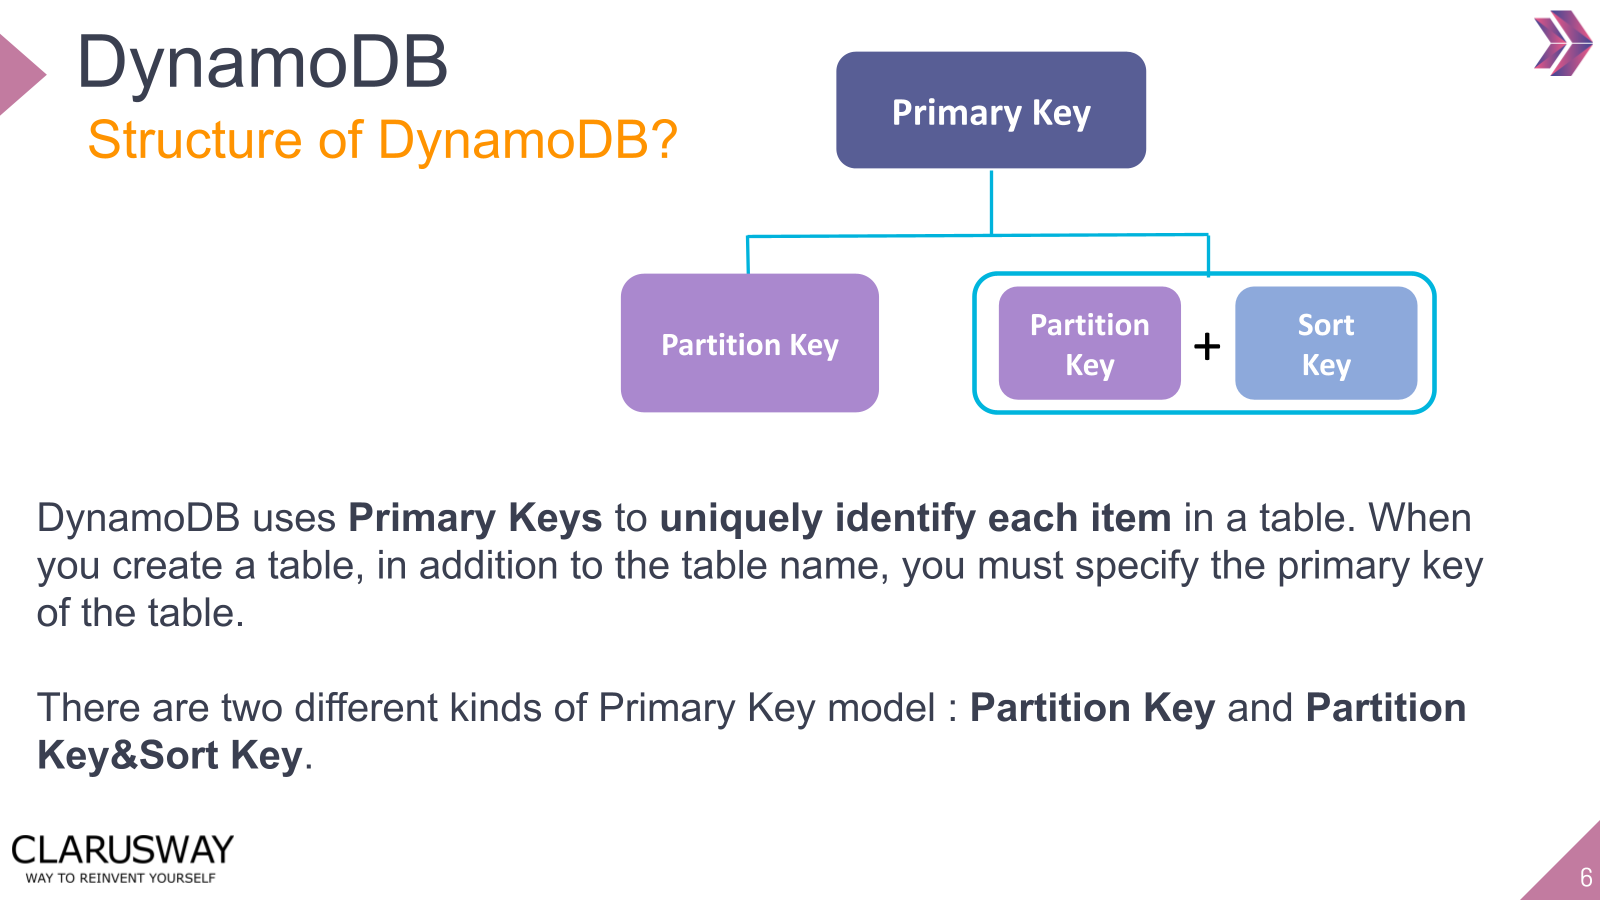 DynamoDB
Structure of DynamoDB?
Primary Key
Partition Key
Partition
Key
+
Sort
Key
DynamoDB uses Primary Keys to uniquely identify each item in a table. When
you create a table, in addition to the table name, you must specify the primary key
of the table.
There are two different kinds of Primary Key model : Partition Key and Partition
Key&Sort Key.
CLARUSWAY
WAY TO REINVENT YOURSELF
6